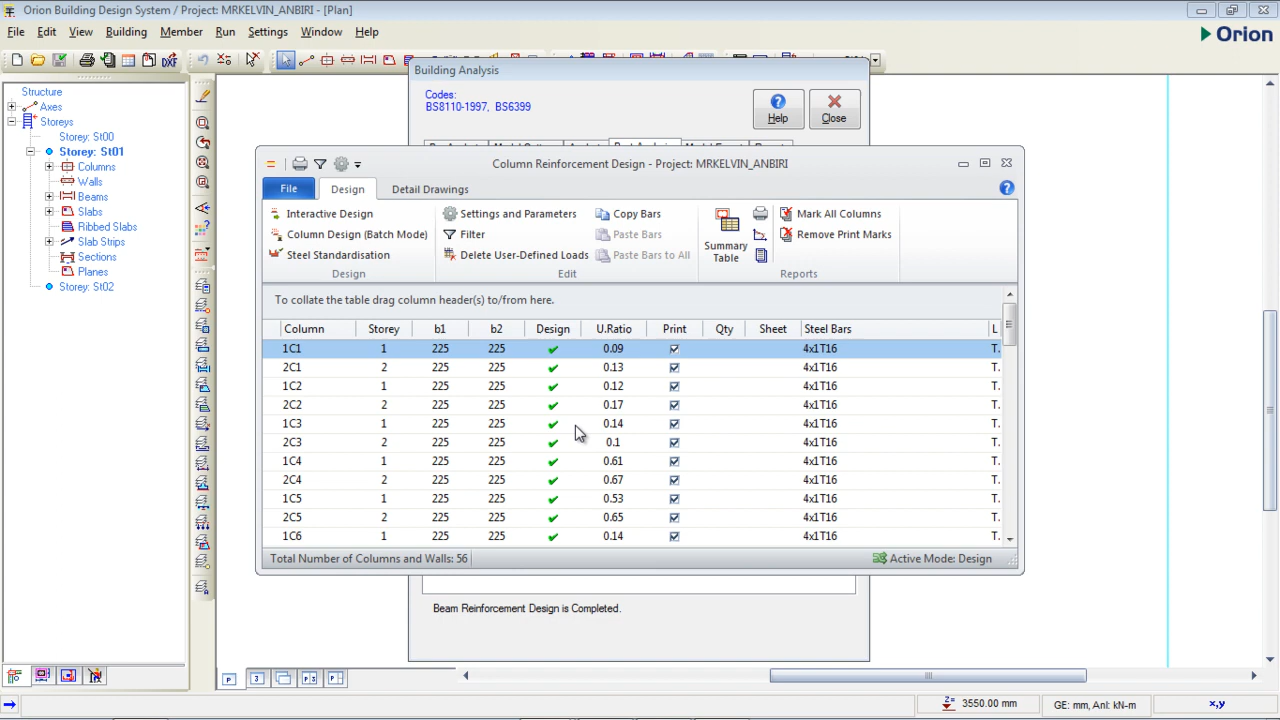 Orion Building Design System / Project: MRKELVIN_ANBIRI - [Plan]
File Edit View Building Member Run Settings Window Help
Orion
DXF
Structure
Axes
Storeys
Storey: St00
Storey: St01
Columns
Walls
Beams
Slabs
Ribbed Slabs
Slab Strips
Sections
Planes
Storey: St02
Building Analysis
Codes:
BS8110-1997, BS6399
Help
Close
Column Reinforcement Design - Project: MRKELVIN_ANBIRI
File Design Detail Drawings
Interactive Design
Column Design (Batch Mode)
Steel Standardisation
Design
Settings and Parameters
Filter
Delete User-Defined Loads
Copy Bars
Paste Bars
Paste Bars to All
Edit
Summary
Table
Mark All Columns
Remove Print Marks
Reports
To collate the table drag column header(s) to/from here.
Column Storey b1 b2 Design U.Ratio Print Qty Sheet Steel Bars L
1C1 1 225 225 0.09 4x1T16 T.
2C1 2 225 225 0.13 4x1T16 T.
1C2 1 225 225 0.12 4x1T16 T.
2C2 2 225 225 0.17 4x1T16 T.
1C3 1 225 225 0.14 4x1T16 T.
2C3 2 225 225 0.1 4x1T16 T.
1C4 1 225 225 0.61 4x1T16 T.
2C4 2 225 225 0.67 4x1T16 T.
1C5 1 225 225 0.53 4x1T16 T.
2C5 2 225 225 0.65 4x1T16 T.
1C6 1 225 225 0.14 4x1T16 T.
Total Number of Columns and Walls: 56
Active Mode: Design
Beam Reinforcement Design is Completed.
Z= 3550.00 mm
GE: mm, Anl: kN-m
x,y